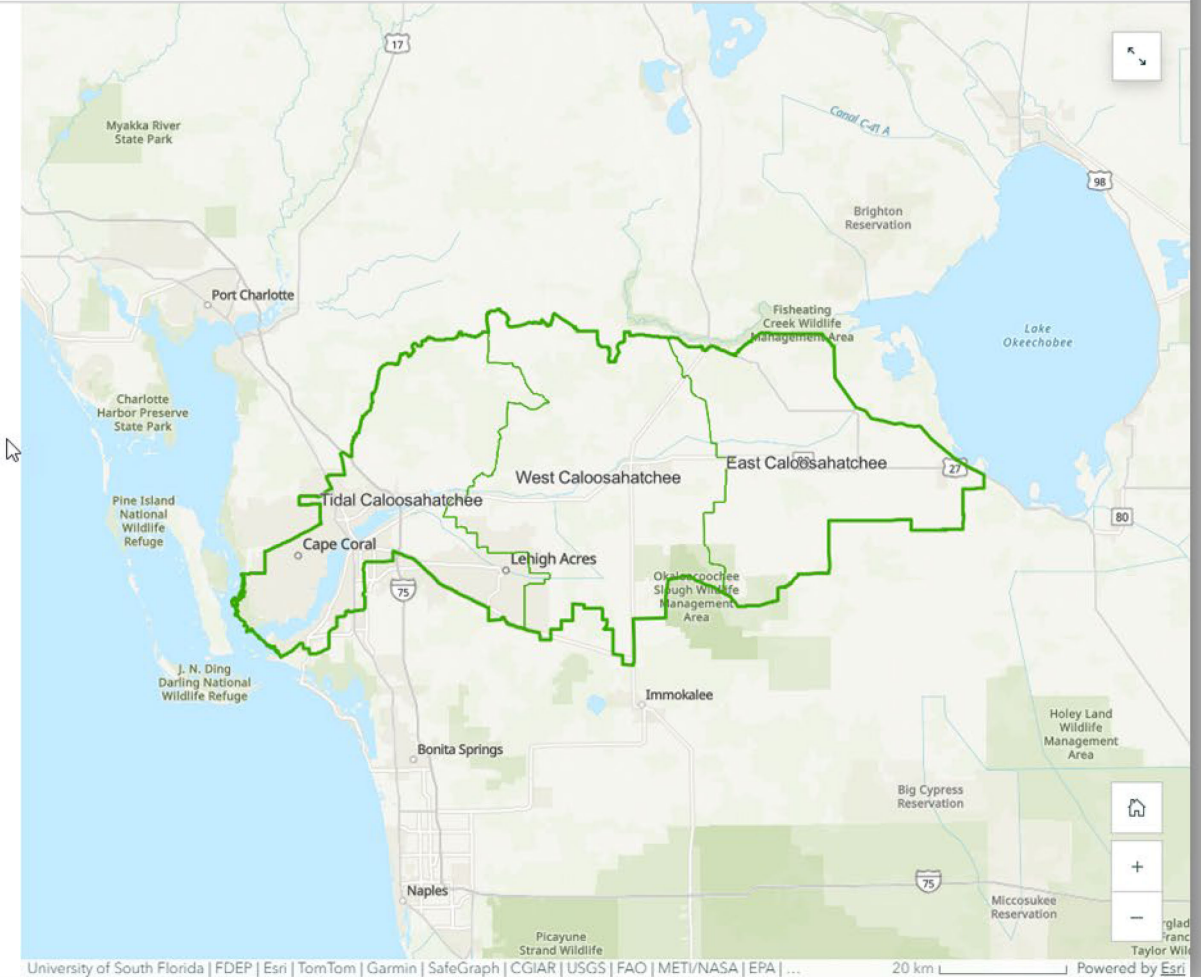 17
Myakka River
State Park
Canal C-41 A
98
Brighton
Reservation
Port Charlotte
Fisheating
Creek Wildlife
Management Area
Lake
Okeechobee
Charlotte
Harbor Preserve
State Park
East Caloosahatchee
27
West Caloosahatchee
Tidal Caloosahatchee
Pine Island
National
Wildlife
Refuge
80
Cape Coral
Lehigh Acres
75
Okaloacoochee
Slough Wildlife
Management
Area
J. N. Ding
Darling National
Wildlife Refuge
Immokalee
Holey Land
Wildlife
Management
Area
Bonita Springs
Big Cypress
Reservation
75
Naples
Miccosukee
Reservation
Picayune
Strand Wildlife
Taylor Wil
University of South Florida | FDEP | Esri | TomTom | Garmin | SafeGraph | CGIAR | USGS | FAO | METI/NASA | EPA | ...
20 km
Powered by Esri